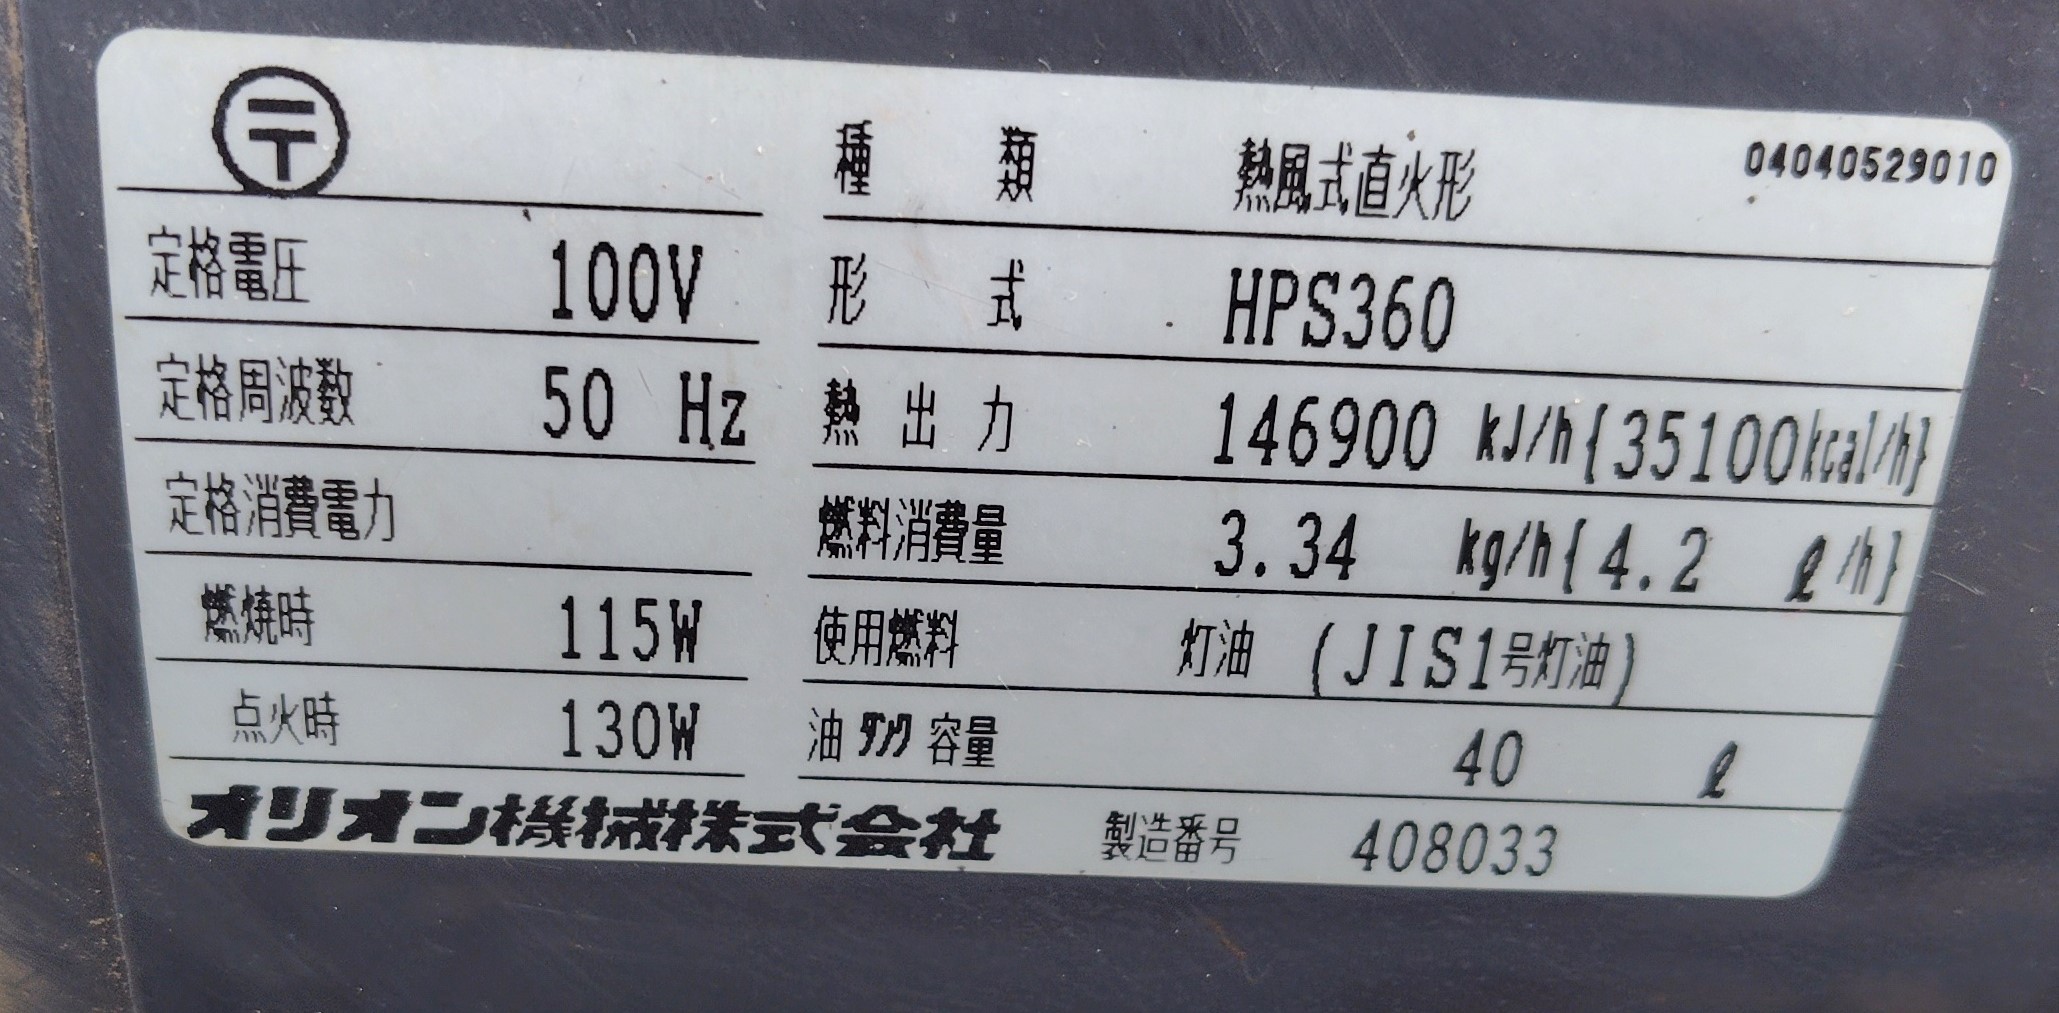 〒
定格電圧 100V
定格周波数 50 Hz
定格消費電力
燃焼時 115W
点火時 130W
種類 熱風式直火形 04040529010
形式 HPS360
熱出力 146900 kJ/h{35100kcal/h}
燃料消費量 3.34 kg/h{4.2 ℓ/h}
使用燃料 灯油 (JIS1号灯油)
油タンク容量 40 ℓ
オリオン機械株式会社 製造番号 408033